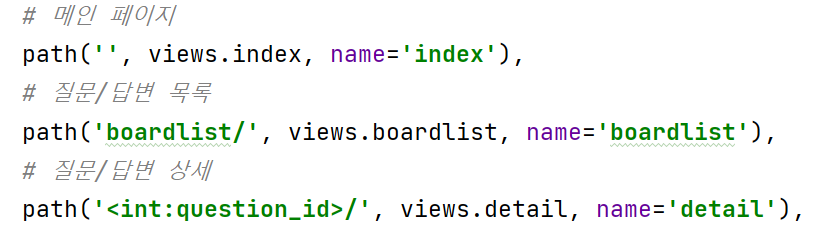 # 메인 페이지
path('', views.index, name='index'),
# 질문/답변 목록
path('boardlist/', views.boardlist, name='boardlist'),
# 질문/답변 상세
path('<int:question_id>/', views.detail, name='detail'),